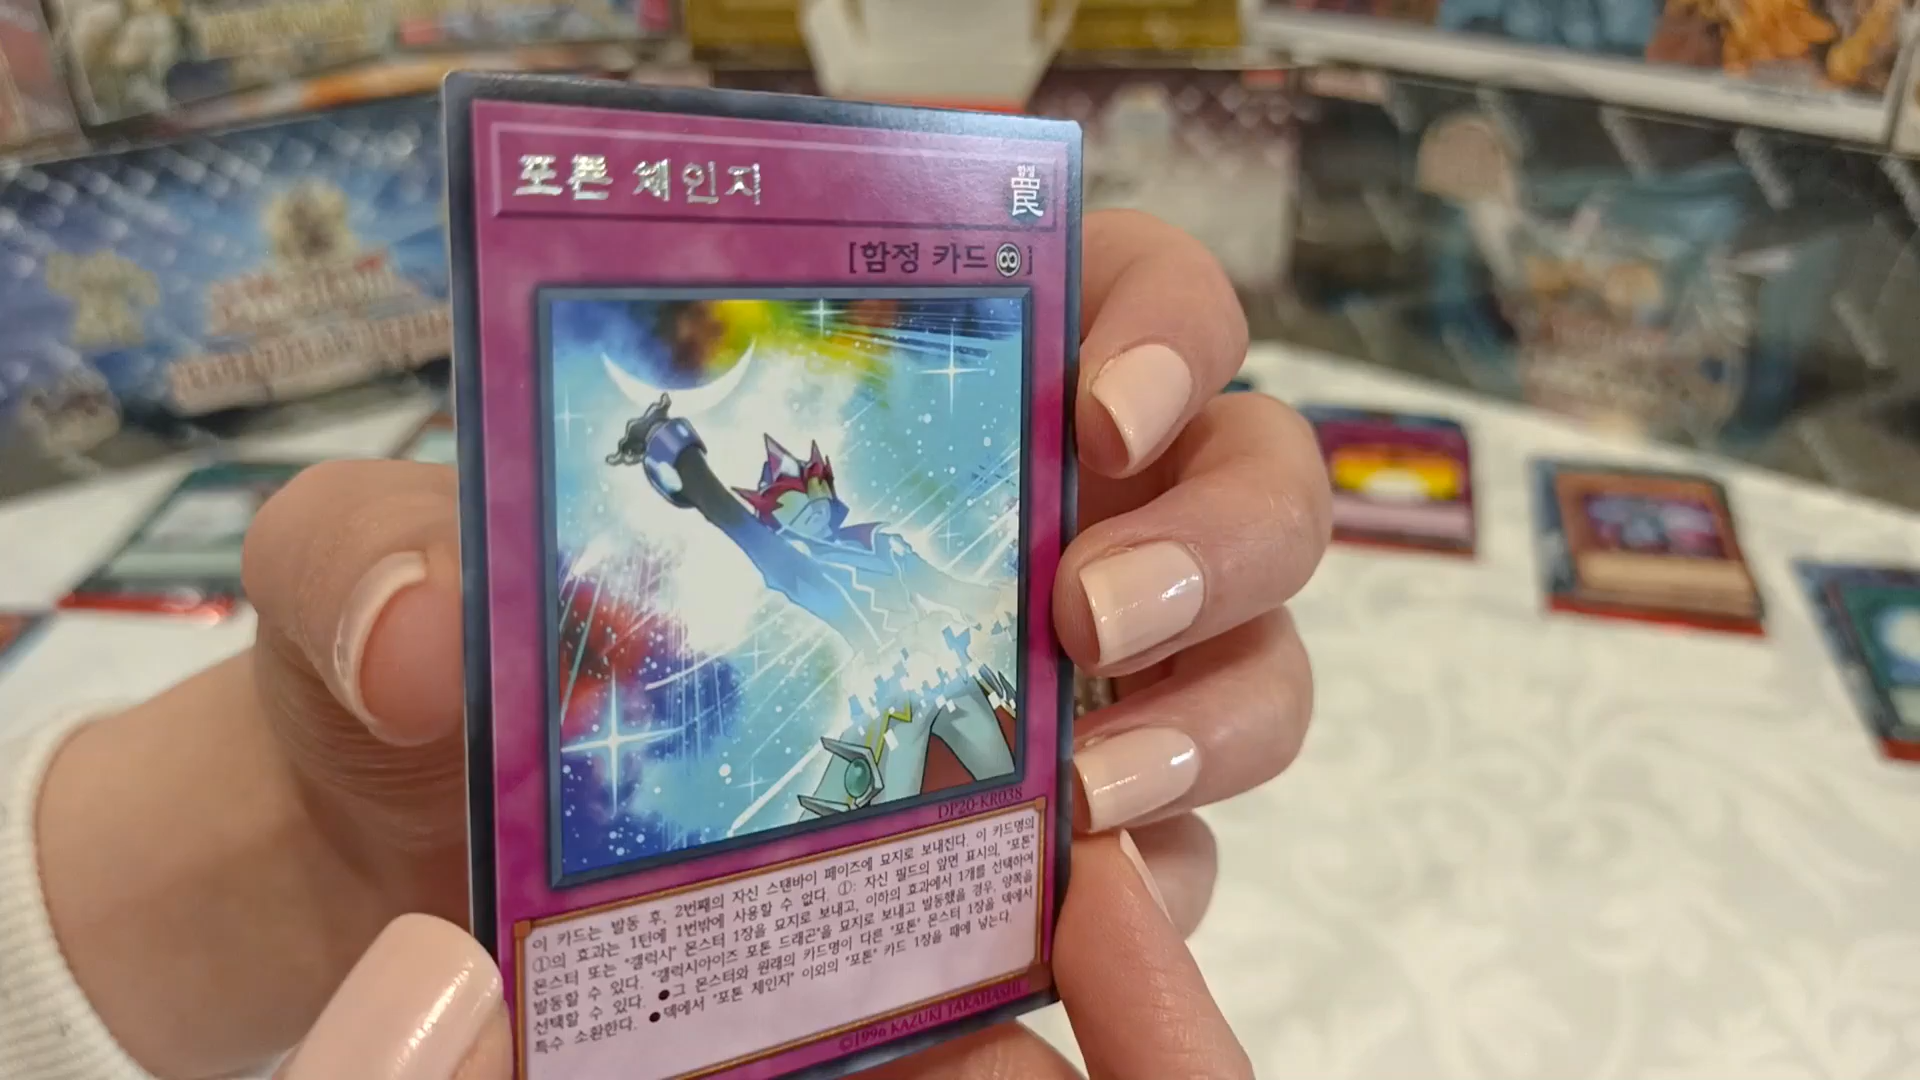 포톤 체인지
함정
罠
[함정 카드]
DP20-KR038
이 카드는 발동 후, 2번째의 자신 스탠바이 페이즈에 묘지로 보내진다. 이 카드명의
①의 효과는 1턴에 1번밖에 사용할 수 없다. ①: 자신 필드의 앞면 표시의, "포톤"
몬스터 또는 "갤럭시" 몬스터 1장을 묘지로 보내고, 이하의 효과에서 1개를 선택하여
발동할 수 있다. "갤럭시아이즈 포톤 드래곤"을 묘지로 보내고 발동했을 경우, 양쪽을
선택할 수 있다. ●그 몬스터와 원래의 카드명이 다른 "포톤" 몬스터 1장을 덱에서
특수 소환한다. ●덱에서 "포톤 체인지" 이외의 "포톤" 카드 1장을 패에 넣는다.
©1996 KAZUKI TAKAHASHI